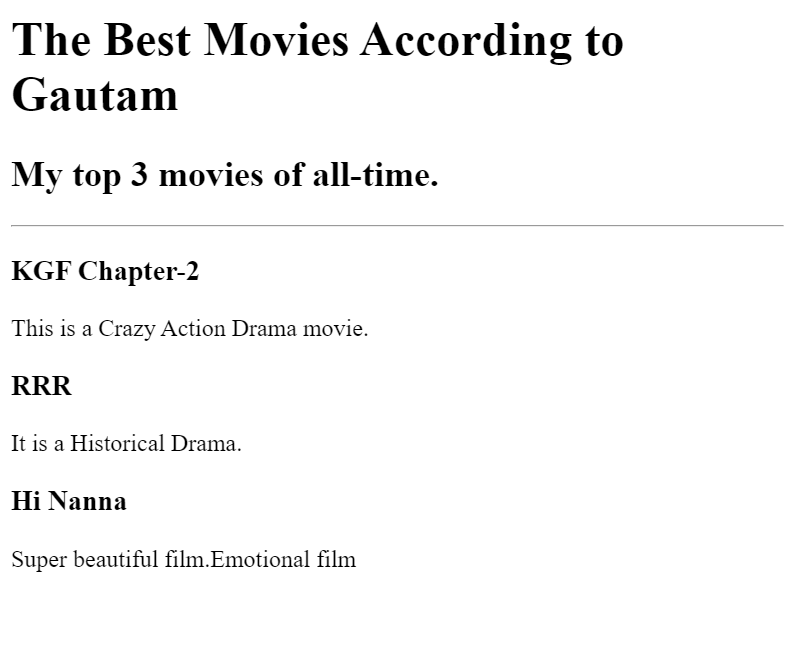 The Best Movies According to
Gautam
My top 3 movies of all-time.
KGF Chapter-2
This is a Crazy Action Drama movie.
RRR
It is a Historical Drama.
Hi Nanna
Super beautiful film.Emotional film